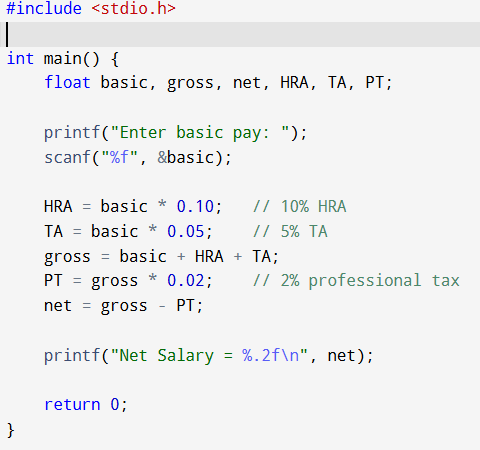 #include <stdio.h>
int main() {
    float basic, gross, net, HRA, TA, PT;
    printf("Enter basic pay: ");
    scanf("%f", &basic);
    HRA = basic * 0.10;   // 10% HRA
    TA = basic * 0.05;    // 5% TA
    gross = basic + HRA + TA;
    PT = gross * 0.02;    // 2% professional tax
    net = gross - PT;
    printf("Net Salary = %.2f\n", net);
    return 0;
}